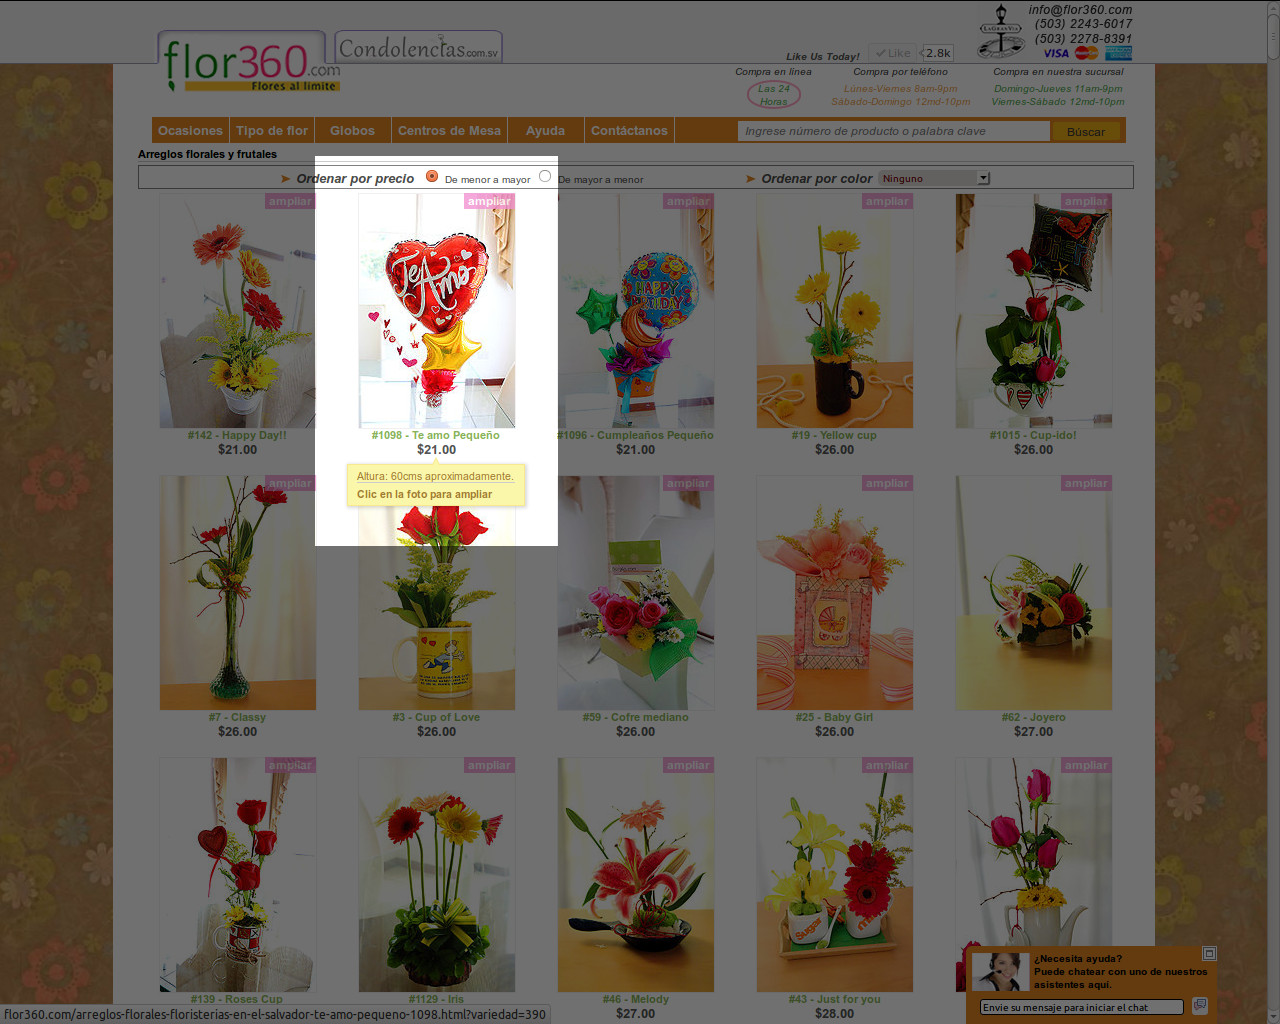 info@flor360.com
(503) 2243-6017
(503) 2278-8391
VISA
flor360.com
Flores al límite
Condolencias.com.sv
Like Us Today!
Like
2.8k
Compra en línea
Las 24
Horas
Compra por teléfono
Lúnes-Viernes 8am-9pm
Sábado-Domingo 12md-10pm
Compra en nuestra sucursal
Domingo-Jueves 11am-9pm
Viernes-Sábado 12md-10pm
Ocasiones
Tipo de flor
Globos
Centros de Mesa
Ayuda
Contáctanos
Ingrese número de producto o palabra clave
Búscar
Arreglos florales y frutales
Ordenar por precio
De menor a mayor
De mayor a menor
Ordenar por color
Ninguno
ampliar
ampliar
Te Amo
ampliar
HAPPY
BIRTHDAY
ampliar
ampliar
#142 - Happy Day!!
$21.00
#1098 - Te amo Pequeño
$21.00
#1096 - Cumpleaños Pequeño
$21.00
#19 - Yellow cup
$26.00
#1015 - Cup-ido!
$26.00
Altura: 60cms aproximadamente.
Clic en la foto para ampliar
ampliar
ampliar
ampliar
ampliar
#7 - Classy
$26.00
#3 - Cup of Love
$26.00
#59 - Cofre mediano
$26.00
#25 - Baby Girl
$26.00
#62 - Joyero
$27.00
ampliar
ampliar
ampliar
ampliar
ampliar
Sugar
#139 - Roses Cup
#1129 - Iris
#46 - Melody
$27.00
#43 - Just for you
$28.00
¿Necesita ayuda?
Puede chatear con uno de nuestros
asistentes aquí.
Envie su mensaje para iniciar el chat
flor360.com/arreglos-florales-floristerias-en-el-salvador-te-amo-pequeno-1098.html?variedad=390